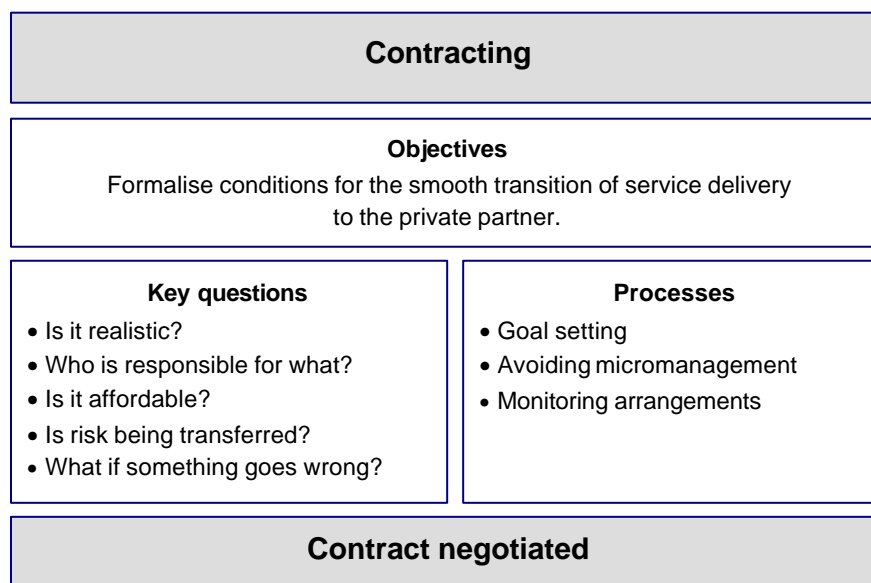 Contracting
Objectives
Formalise conditions for the smooth transition of service delivery
to the private partner.
Key questions
• Is it realistic?
• Who is responsible for what?
• Is it affordable?
• Is risk being transferred?
• What if something goes wrong?
Processes
• Goal setting
• Avoiding micromanagement
• Monitoring arrangements
Contract negotiated